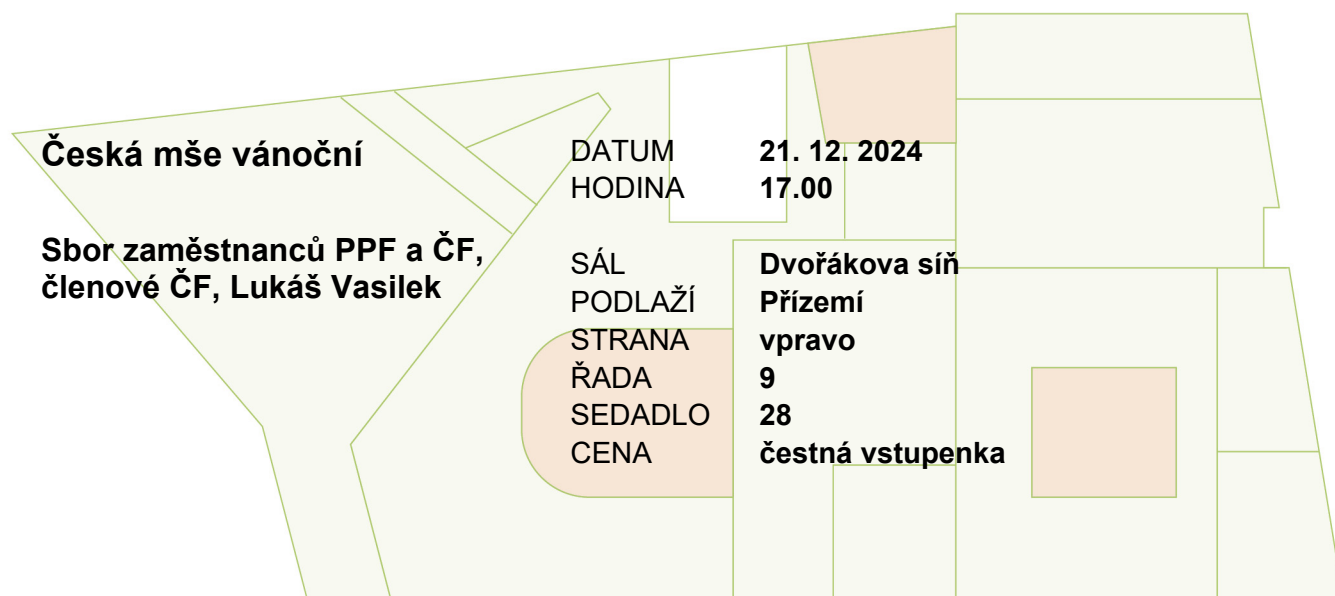 Česká mše vánoční
Sbor zaměstnanců PPF a ČF,
členové ČF, Lukáš Vasilek
DATUM 21. 12. 2024
HODINA 17.00
SÁL Dvořákova síň
PODLAŽÍ Přízemí
STRANA vpravo
ŘADA 9
SEDADLO 28
CENA čestná vstupenka